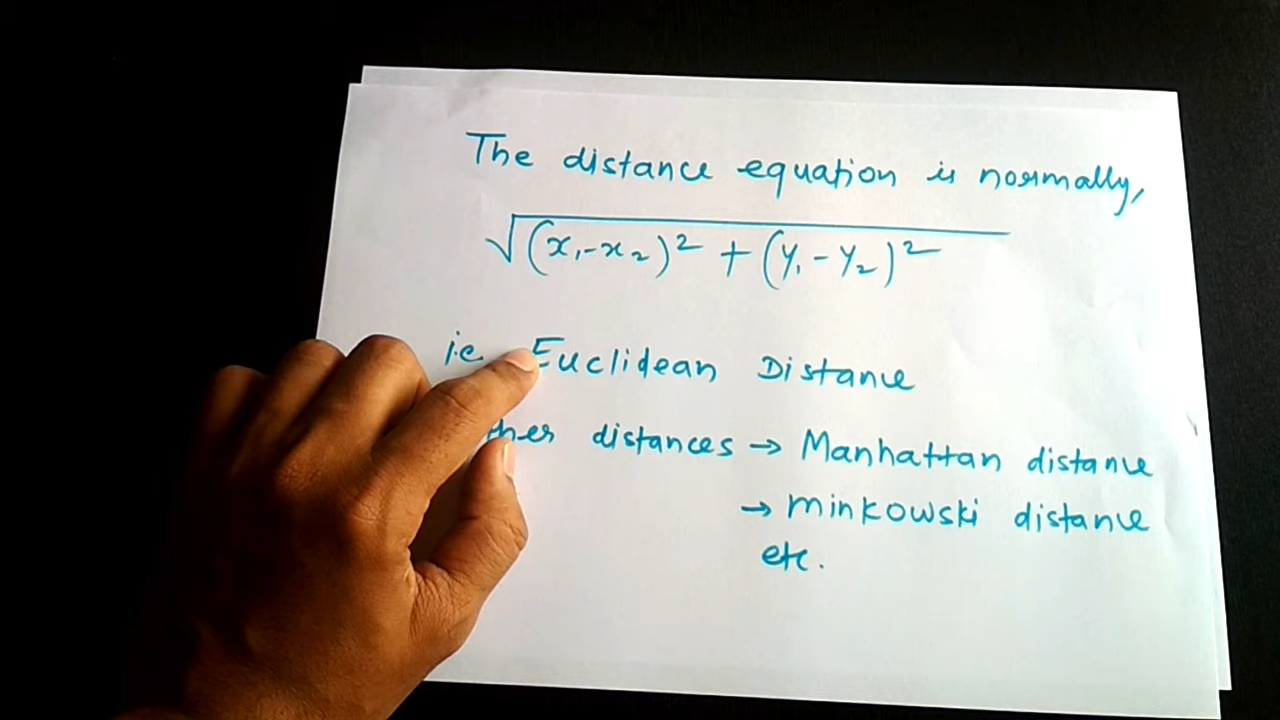 The distance equation is normally,
√(x₁-x₂)² + (y₁-y₂)²
i.e Euclidean Distance
distances → Manhattan distance
→ minkowski distance
etc.